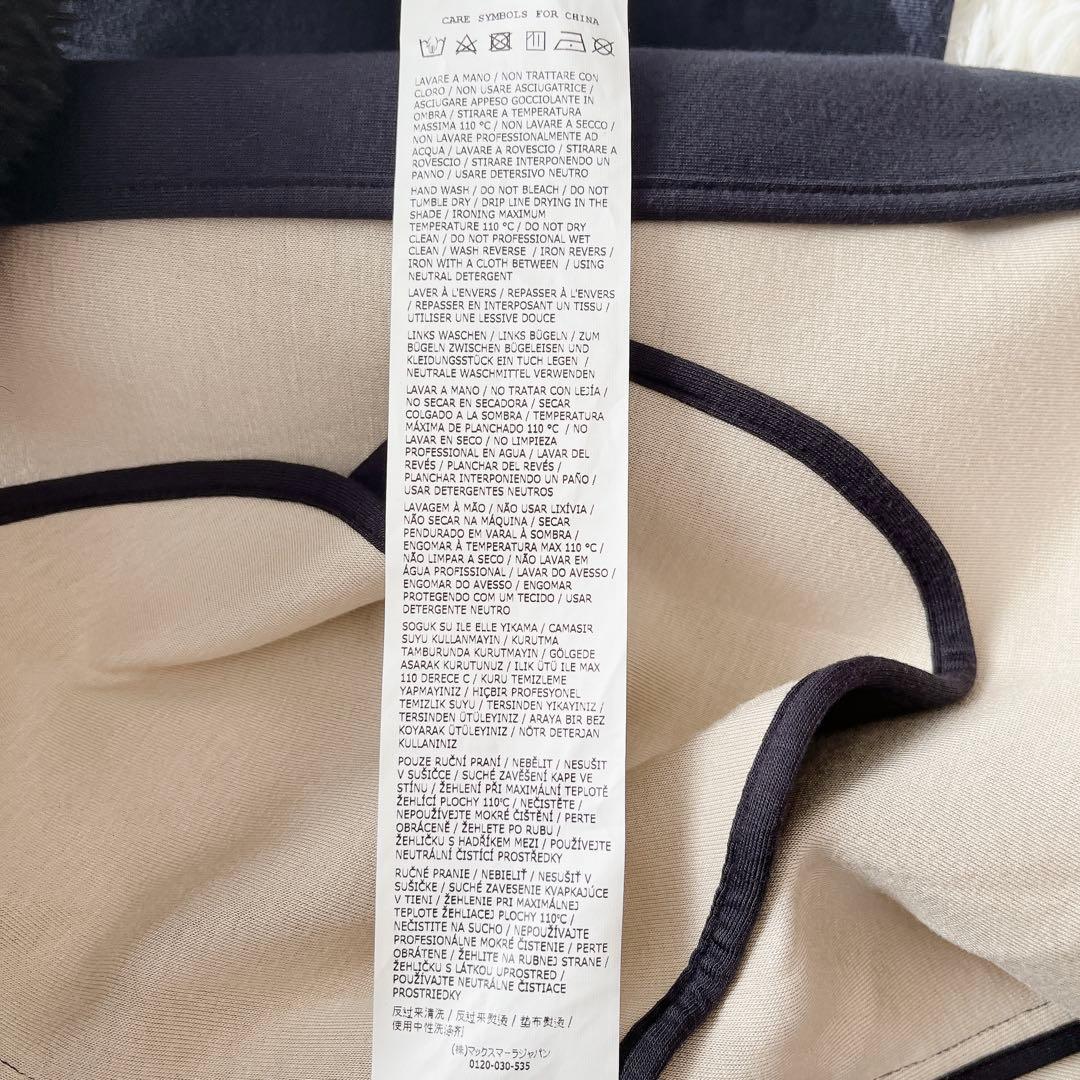 CARE SYMBOLS FOR CHINA
LAVARE A MANO / NON TRATTARE CON
CLORO / NON USARE ASCIUGATRICE /
ASCIUGARE APPESO GOCCIOLANTE IN
OMBRA / STIRARE A TEMPERATURA
MASSIMA 110 °C / NON LAVARE A SECCO /
NON LAVARE PROFESSIONALMENTE AD
ACQUA / LAVARE A ROVESCIO / STIRARE A
ROVESCIO / STIRARE INTERPONENDO UN
PANNO / USARE DETERSIVO NEUTRO
HAND WASH / DO NOT BLEACH / DO NOT
TUMBLE DRY / DRIP LINE DRYING IN THE
SHADE / IRONING MAXIMUM
TEMPERATURE 110 °C / DO NOT DRY
CLEAN / DO NOT PROFESSIONAL WET
CLEAN / WASH REVERSE / IRON REVERS /
IRON WITH A CLOTH BETWEEN / USING
NEUTRAL DETERGENT
LAVER À L'ENVERS / REPASSER À L'ENVERS
/ REPASSER EN INTERPOSANT UN TISSU /
UTILISER UNE LESSIVE DOUCE
LINKS WASCHEN / LINKS BÜGELN / ZUM
BÜGELN ZWISCHEN BÜGELEISEN UND
KLEIDUNGSSTÜCK EIN TUCH LEGEN /
NEUTRALE WASCHMITTEL VERWENDEN
LAVAR A MANO / NO TRATAR CON LEJÍA /
NO SECAR EN SECADORA / SECAR
COLGADO A LA SOMBRA / TEMPERATURA
MÁXIMA DE PLANCHADO 110 °C / NO
LAVAR EN SECO / NO LIMPIEZA
PROFESSIONAL EN AGUA / LAVAR DEL
REVÉS / PLANCHAR DEL REVÉS /
PLANCHAR INTERPONIENDO UN PAÑO /
USAR DETERGENTES NEUTROS
LAVAGEM À MÃO / NÃO USAR LIXÍVIA /
NÃO SECAR NA MÁQUINA / SECAR
PENDURADO EM VARAL À SOMBRA /
ENGOMAR À TEMPERATURA MAX 110 °C /
NÃO LIMPAR A SECO / NÃO LAVAR EM
ÁGUA PROFISSIONAL / LAVAR DO AVESSO /
ENGOMAR DO AVESSO / ENGOMAR
PROTEGENDO COM UM TECIDO / USAR
DETERGENTE NEUTRO
SOGUK SU ILE ELLE YIKAMA / CAMASIR
SUYU KULLANMAYIN / KURUTMA
TAMBURUNDA KURUTMAYIN / GÖLGEDE
ASARAK KURUTUNUZ / ILIK ÜTÜ ILE MAX
110 DERECE C / KURU TEMIZLEME
YAPMAYINIZ / HIÇBIR PROFESYONEL
TEMIZLIK SUYU / TERSINDEN YIKAYINIZ /
TERSINDEN ÜTÜLEYINIZ / ARAYA BIR BEZ
KOYARAK ÜTÜLEYINIZ / NÖTR DETERJAN
KULLANINIZ
POUZE RUČNÍ PRANÍ / NEBĚLIT / NESUŠIT
V SUŠIČCE / SUCHÉ ZAVĚŠENÍ KAPE VE
STÍNU / ŽEHLENÍ PŘI MAXIMÁLNÍ TEPLOTĚ
ŽEHLÍCÍ PLOCHY 110°C / NEČISTĚTE /
NEPOUŽÍVEJTE MOKRÉ ČIŠTĚNÍ / PERTE
OBRÁCENĚ / ŽEHLETE PO RUBU /
ŽEHLIČKU S HADŘÍKEM MEZI / POUŽÍVEJTE
NEUTRÁLNÍ ČISTÍCÍ PROSTŘEDKY
RUČNÉ PRANIE / NEBIELIŤ / NESUŠIŤ V
SUŠIČKE / SUCHÉ ZAVESENIE KVAPKAJÚCE
V TIENI / ŽEHLENIE PRI MAXIMÁLNEJ
TEPLOTE ŽEHLIACEJ PLOCHY 110°C /
NEČISTITE NA SUCHO / NEPOUŽÍVAJTE
PROFESIONÁLNE MOKRÉ ČISTENIE / PERTE
OBRÁTENE / ŽEHLITE NA RUBNEJ STRANE /
ŽEHLIČKU S LÁTKOU UPROSTRED /
POUŽÍVAJTE NEUTRÁLNE ČISTIACE
PROSTRIEDKY
反过来清洗 / 反过来熨烫 / 垫布熨烫 /
使用中性洗涤剂
(株)マックスマーラジャパン
0120-030-535